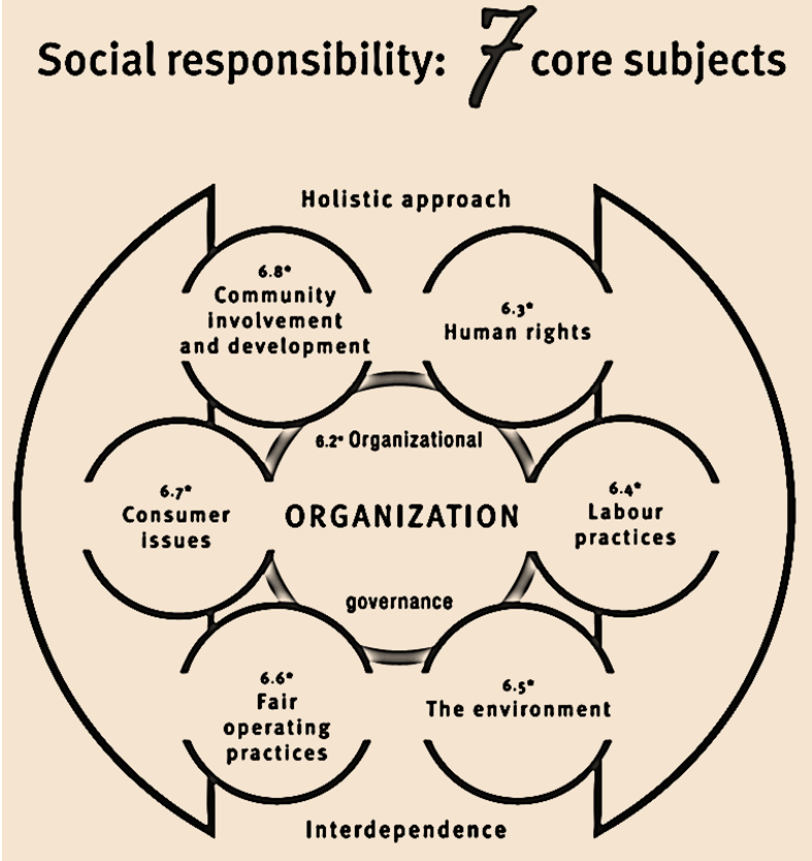 Social responsibility: 7 core subjects
Holistic approach
6.8*
Community
involvement
and development
6.3*
Human rights
6.2* Organizational
6.7*
Consumer
issues
ORGANIZATION
6.4*
Labour
practices
governance
6.6*
Fair
operating
practices
6.5*
The environment
Interdependence